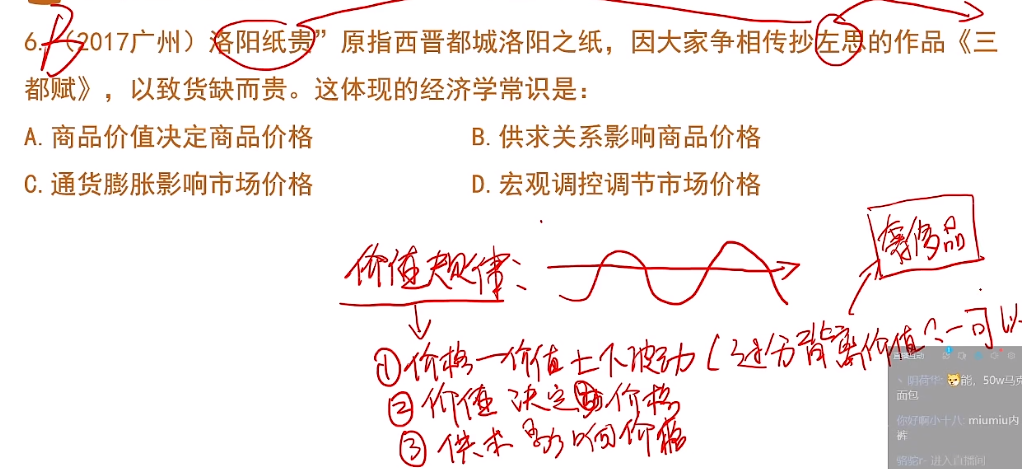 B
6. （2017广州）洛阳纸贵”原指西晋都城洛阳之纸，因大家争相传抄左思的作品《三
都赋》，以致货缺而贵。这体现的经济学常识是：
A. 商品价值决定商品价格
B. 供求关系影响商品价格
C. 通货膨胀影响市场价格
D. 宏观调控调节市场价格
奢侈品
价值规律：
①价格一价值上下波动（过分背离价值？一可以
②价值 决定 价格
③供求 影响价格
直播互动
能，50w马克
面包
你好啊小十八: miumiu内
裤
进入直播间